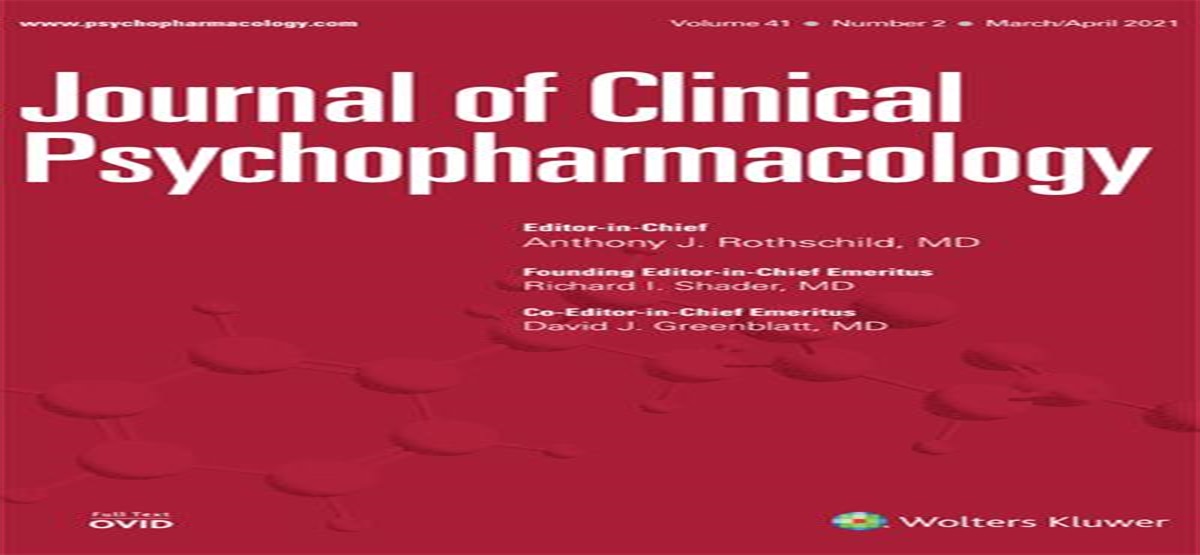 www.psychopharmacology.com
Volume 41 • Number 2 • March/April 2021
Journal of Clinical
Psychopharmacology
Editor-in-Chief
Anthony J. Rothschild, MD
Founding Editor-in-Chief Emeritus
Richard I. Shader, MD
Co-Editor-in-Chief Emeritus
David J. Greenblatt, MD
Full Text
OVID
Wolters Kluwer